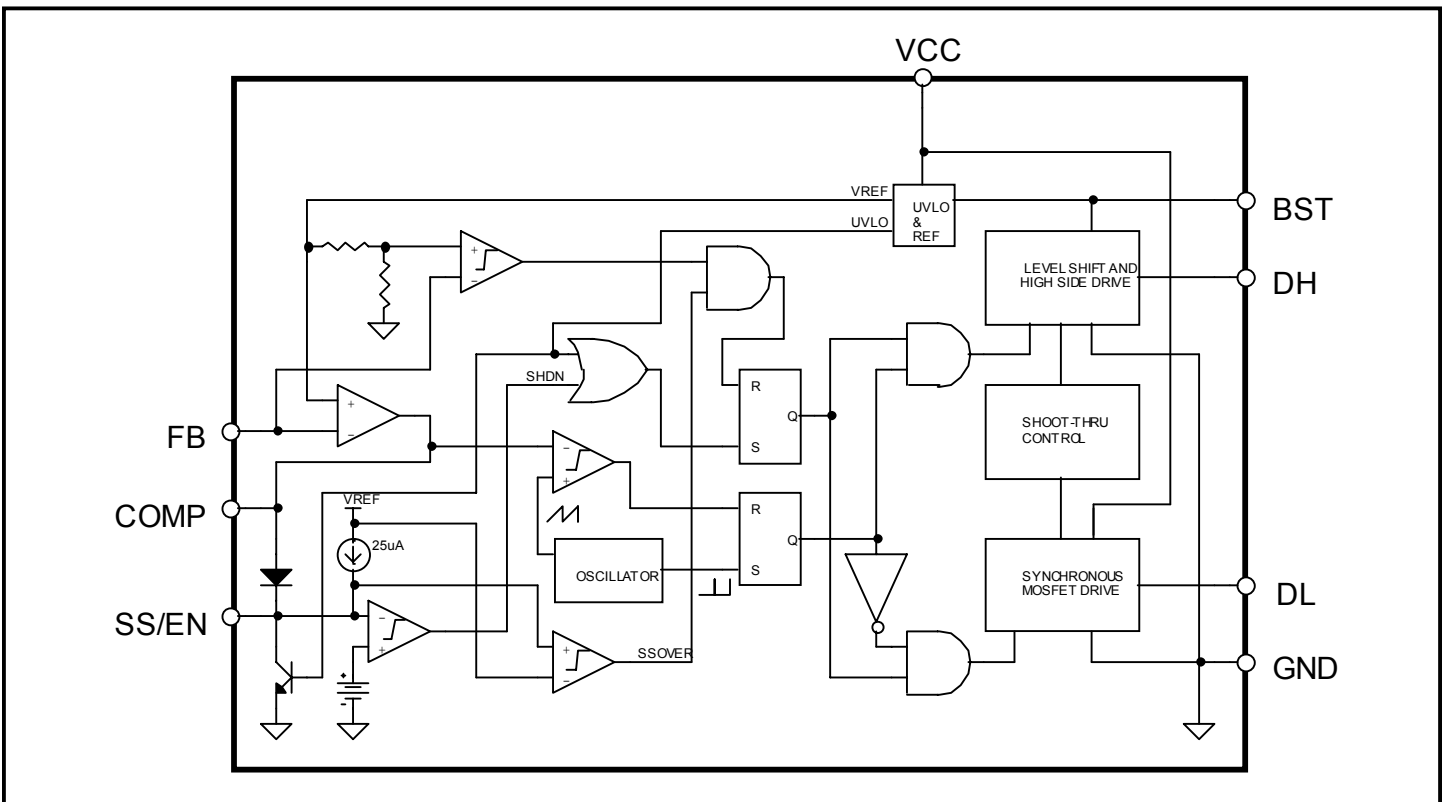 VCC
VREF
UVLO
UVLO
&
REF
BST
LEVEL SHIFT AND
HIGH SIDE DRIVE
DH
+
-
SHDN
R
Q
S
+
-
FB
SHOOT-THRU
CONTROL
-
+
COMP
VREF
25uA
R
Q
S
OSCILLATOR
SYNCHRONOUS
MOSFET DRIVE
DL
SS/EN
-
+
+
-
SSOVER
+
-
GND